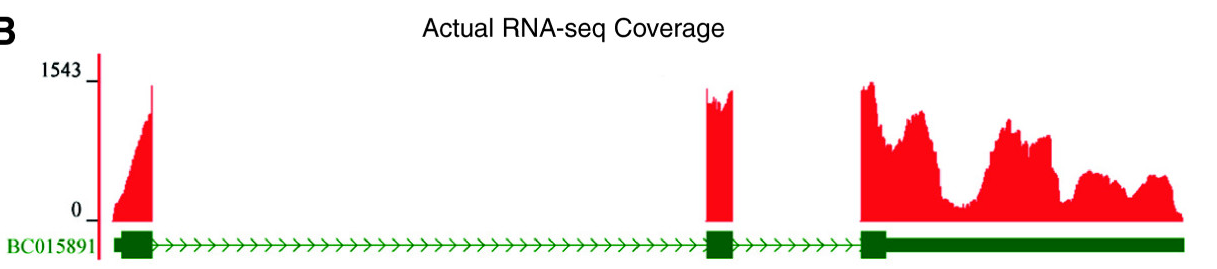 B
Actual RNA-seq Coverage
1543
0
BC015891